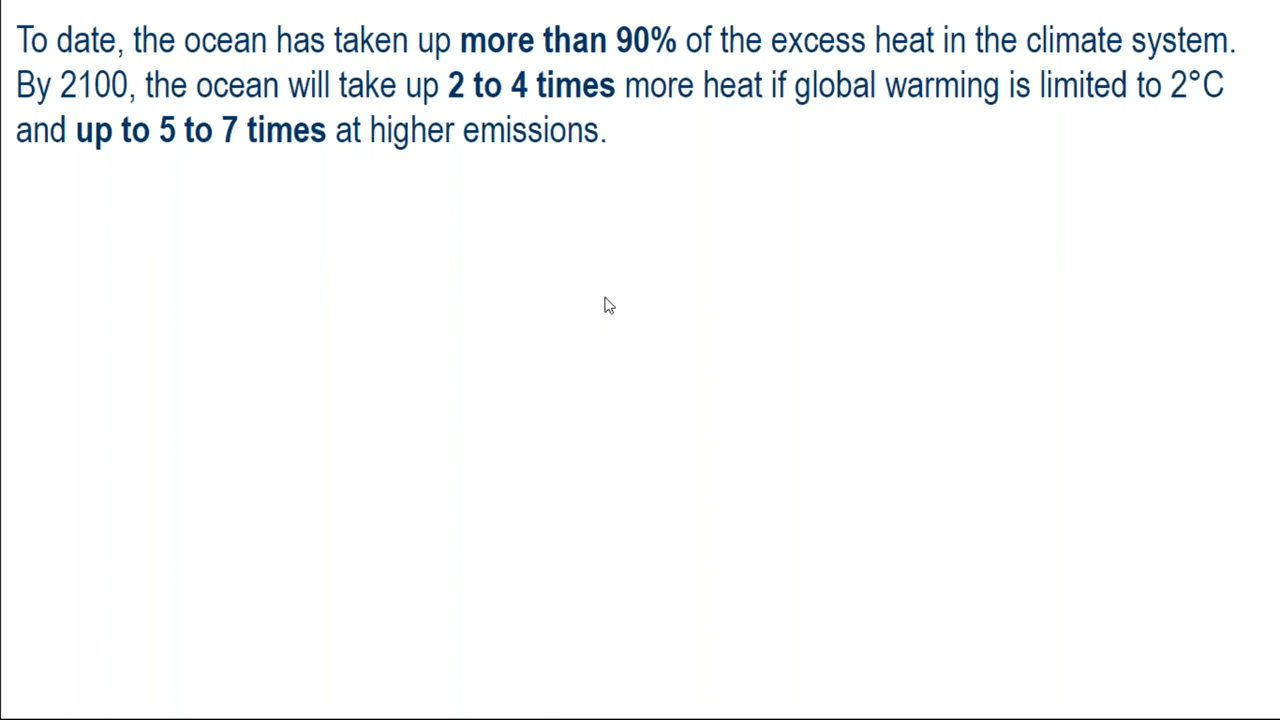 To date, the ocean has taken up more than 90% of the excess heat in the climate system.
By 2100, the ocean will take up 2 to 4 times more heat if global warming is limited to 2°C
and up to 5 to 7 times at higher emissions.